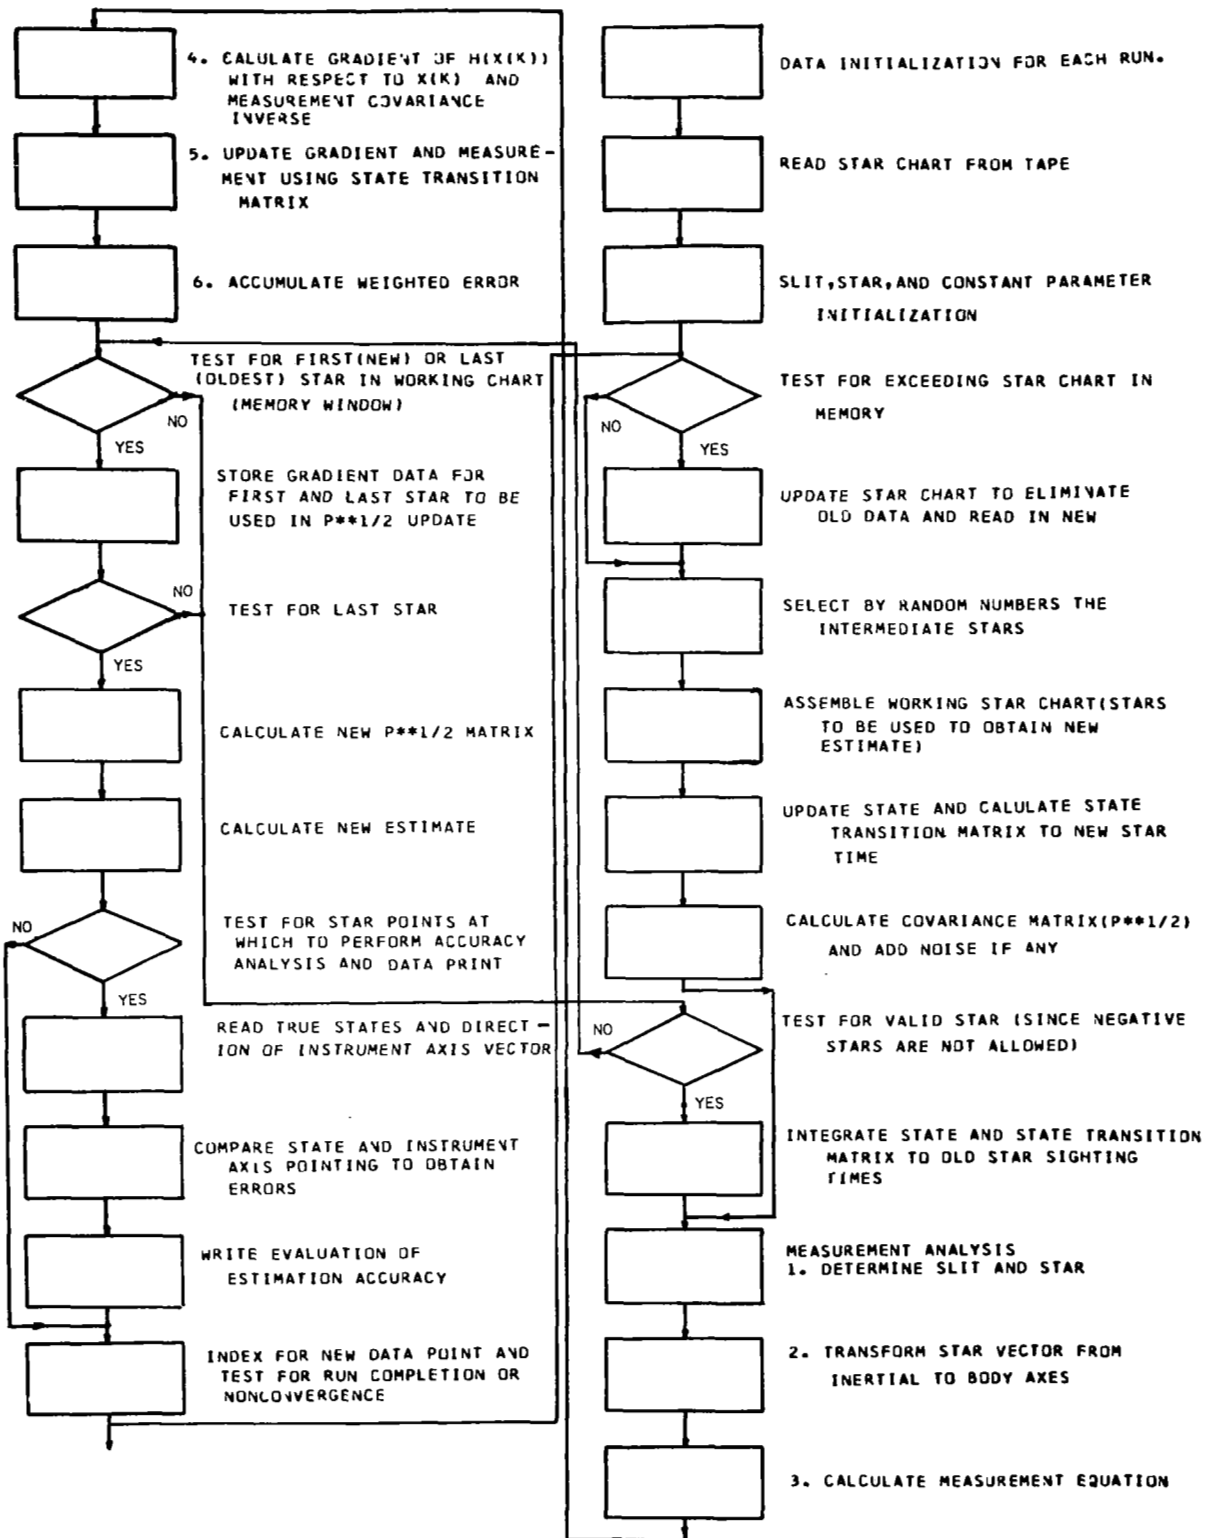 4. CALULATE GRADIENT OF H(X(K))
WITH RESPECT TO X(K) AND
MEASUREMENT COVARIANCE
INVERSE
5. UPDATE GRADIENT AND MEASURE-
MENT USING STATE TRANSITION
MATRIX
6. ACCUMULATE WEIGHTED ERROR
TEST FOR FIRST(NEW) OR LAST
(OLDEST) STAR IN WORKING CHART
(MEMORY WINDOW)
NO
YES
STORE GRADIENT DATA FOR
FIRST AND LAST STAR TO BE
USED IN P**1/2 UPDATE
NO
TEST FOR LAST STAR
YES
CALCULATE NEW P**1/2 MATRIX
CALCULATE NEW ESTIMATE
NO
TEST FOR STAR POINTS AT
WHICH TO PERFORM ACCURACY
ANALYSIS AND DATA PRINT
YES
READ TRUE STATES AND DIRECT-
ION OF INSTRUMENT AXIS VECTOR
COMPARE STATE AND INSTRUMENT
AXIS POINTING TO OBTAIN
ERRORS
WRITE EVALUATION OF
ESTIMATION ACCURACY
INDEX FOR NEW DATA POINT AND
TEST FOR RUN COMPLETION OR
NONCONVERGENCE
DATA INITIALIZATION FOR EACH RUN.
READ STAR CHART FROM TAPE
SLIT,STAR,AND CONSTANT PARAMETER
INITIALIZATION
TEST FOR EXCEEDING STAR CHART IN
MEMORY
NO
YES
UPDATE STAR CHART TO ELIMINATE
OLD DATA AND READ IN NEW
SELECT BY RANDOM NUMBERS THE
INTERMEDIATE STARS
ASSEMBLE WORKING STAR CHART(STARS
TO BE USED TO OBTAIN NEW
ESTIMATE)
UPDATE STATE AND CALULATE STATE
TRANSITION MATRIX TO NEW STAR
TIME
CALCULATE COVARIANCE MATRIX(P**1/2)
AND ADD NOISE IF ANY
NO
TEST FOR VALID STAR (SINCE NEGATIVE
STARS ARE NOT ALLOWED)
YES
INTEGRATE STATE AND STATE TRANSITION
MATRIX TO OLD STAR SIGHTING
TIMES
MEASUREMENT ANALYSIS
1. DETERMINE SLIT AND STAR
2. TRANSFORM STAR VECTOR FROM
INERTIAL TO BODY AXES
3. CALCULATE MEASUREMENT EQUATION